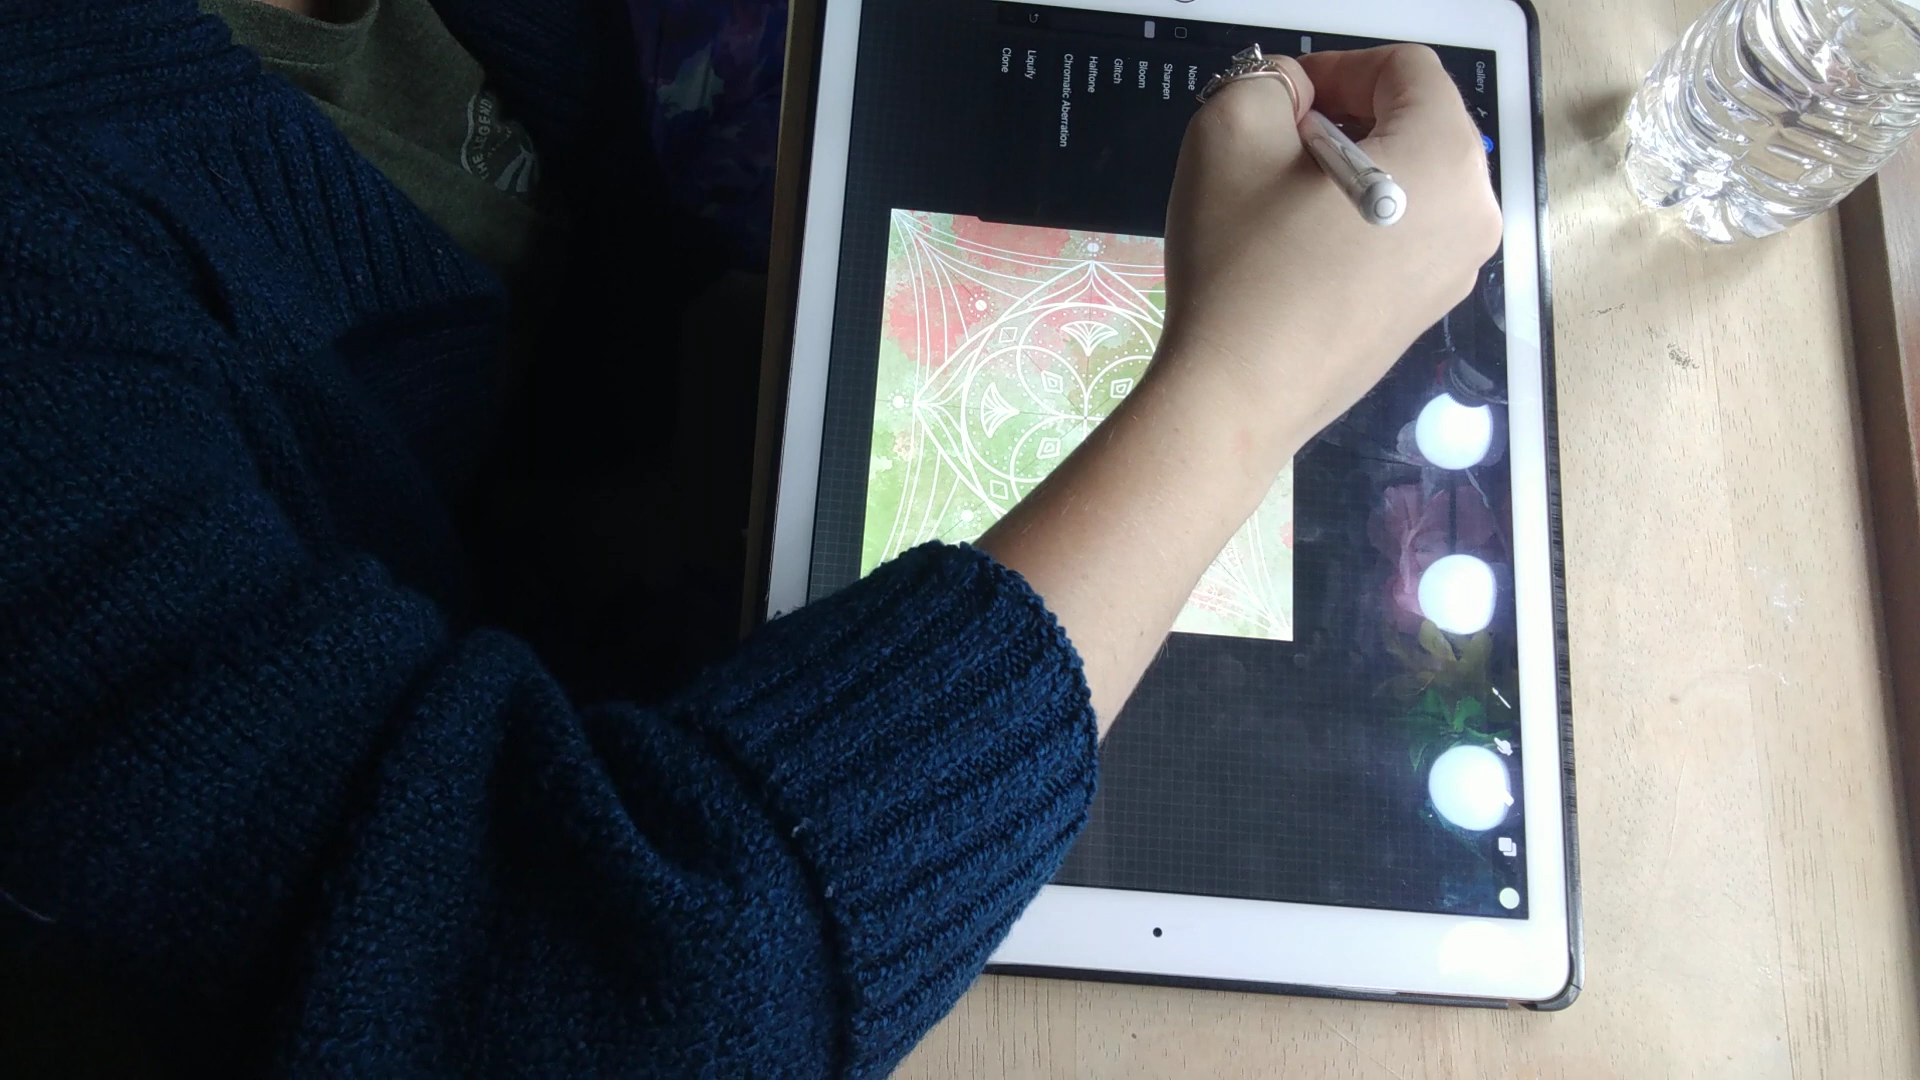 Gallery
Noise
Sharpen
Bloom
Glitch
Halftone
Chromatic Aberration
Liquify
Clone
THE LEGEND